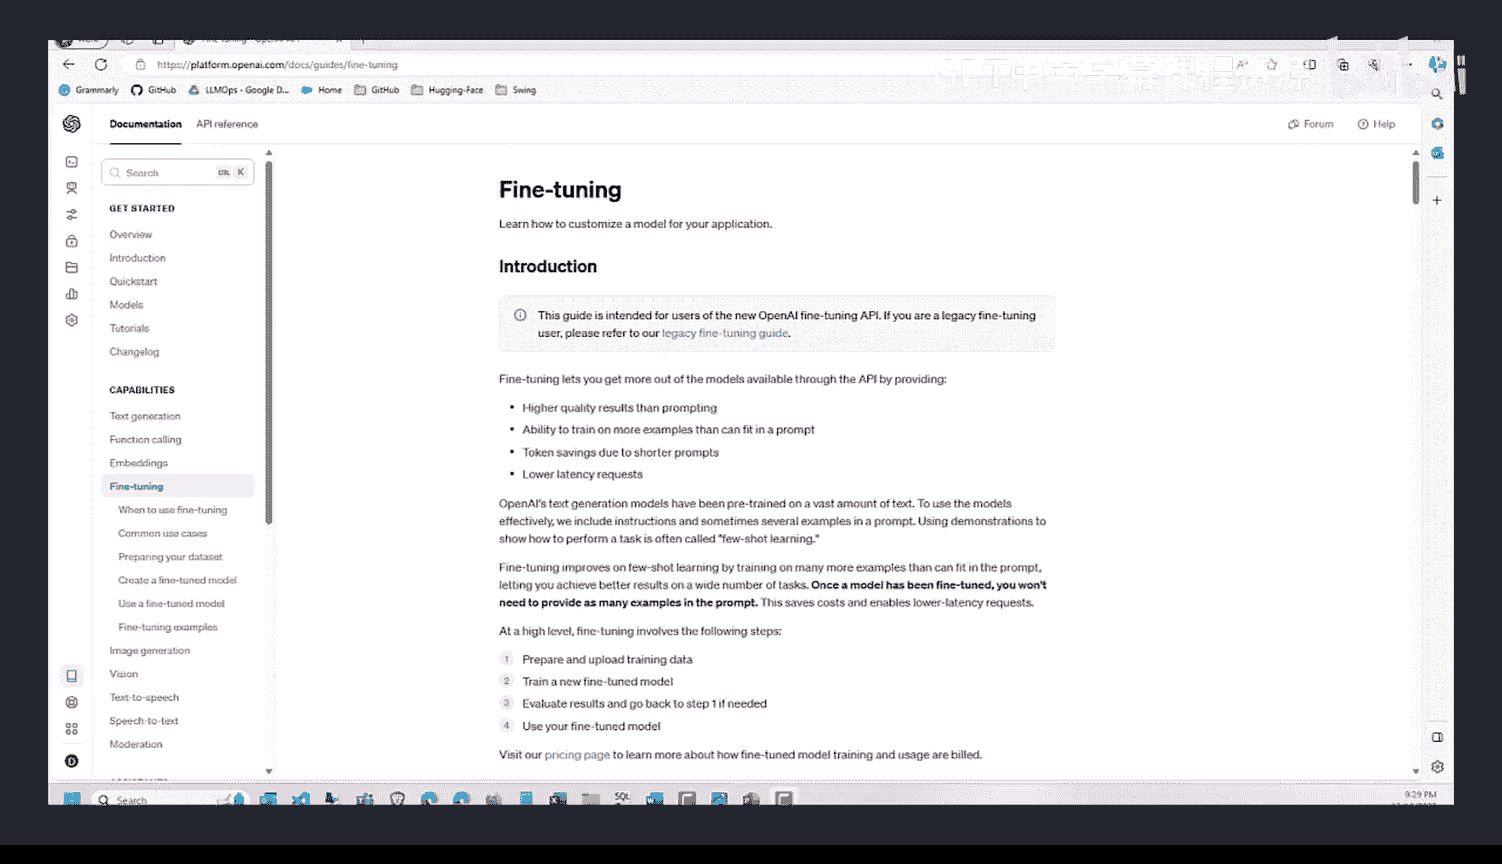 https://platform.openai.com/docs/guides/fine-tuning
GPT中文字幕课程资源
bilibili
Grammarly
GitHub
LLMOps - Google D...
Home
GitHub
Hugging-Face
Swing
Documentation
API reference
Forum
Help
Search
CTRL K
GET STARTED
Overview
Introduction
Quickstart
Models
Tutorials
Changelog
CAPABILITIES
Text generation
Function calling
Embeddings
Fine-tuning
When to use fine-tuning
Common use cases
Preparing your dataset
Create a fine-tuned model
Use a fine-tuned model
Fine-tuning examples
Image generation
Vision
Text-to-speech
Speech-to-text
Moderation
Fine-tuning
Learn how to customize a model for your application.
Introduction
This guide is intended for users of the new OpenAI fine-tuning API. If you are a legacy fine-tuning
user, please refer to our legacy fine-tuning guide.
Fine-tuning lets you get more out of the models available through the API by providing:
• Higher quality results than prompting
• Ability to train on more examples than can fit in a prompt
• Token savings due to shorter prompts
• Lower latency requests
OpenAI's text generation models have been pre-trained on a vast amount of text. To use the models
effectively, we include instructions and sometimes several examples in a prompt. Using demonstrations to
show how to perform a task is often called "few-shot learning."
Fine-tuning improves on few-shot learning by training on many more examples than can fit in the prompt,
letting you achieve better results on a wide number of tasks. Once a model has been fine-tuned, you won't
need to provide as many examples in the prompt. This saves costs and enables lower-latency requests.
At a high level, fine-tuning involves the following steps:
1 Prepare and upload training data
2 Train a new fine-tuned model
3 Evaluate results and go back to step 1 if needed
4 Use your fine-tuned model
Visit our pricing page to learn more about how fine-tuned model training and usage are billed.
Search
SQL
9:29 PM